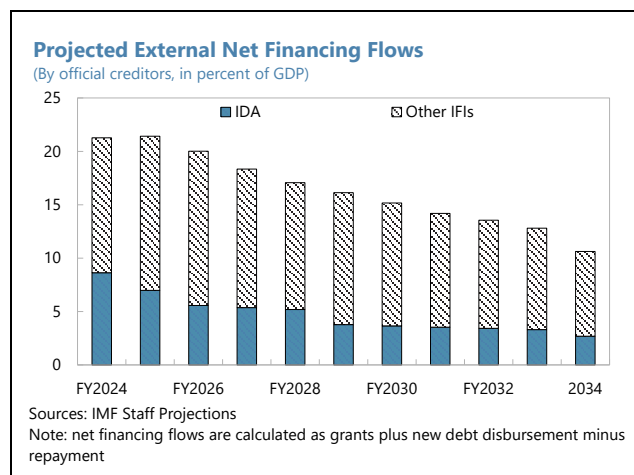 Projected External Net Financing Flows
(By official creditors, in percent of GDP)
25
IDA
Other IFIs
20
15
10
5
0
FY2024
FY2026
FY2028
FY2030
FY2032
2034
Sources: IMF Staff Projections
Note: net financing flows are calculated as grants plus new debt disbursement minus
repayment